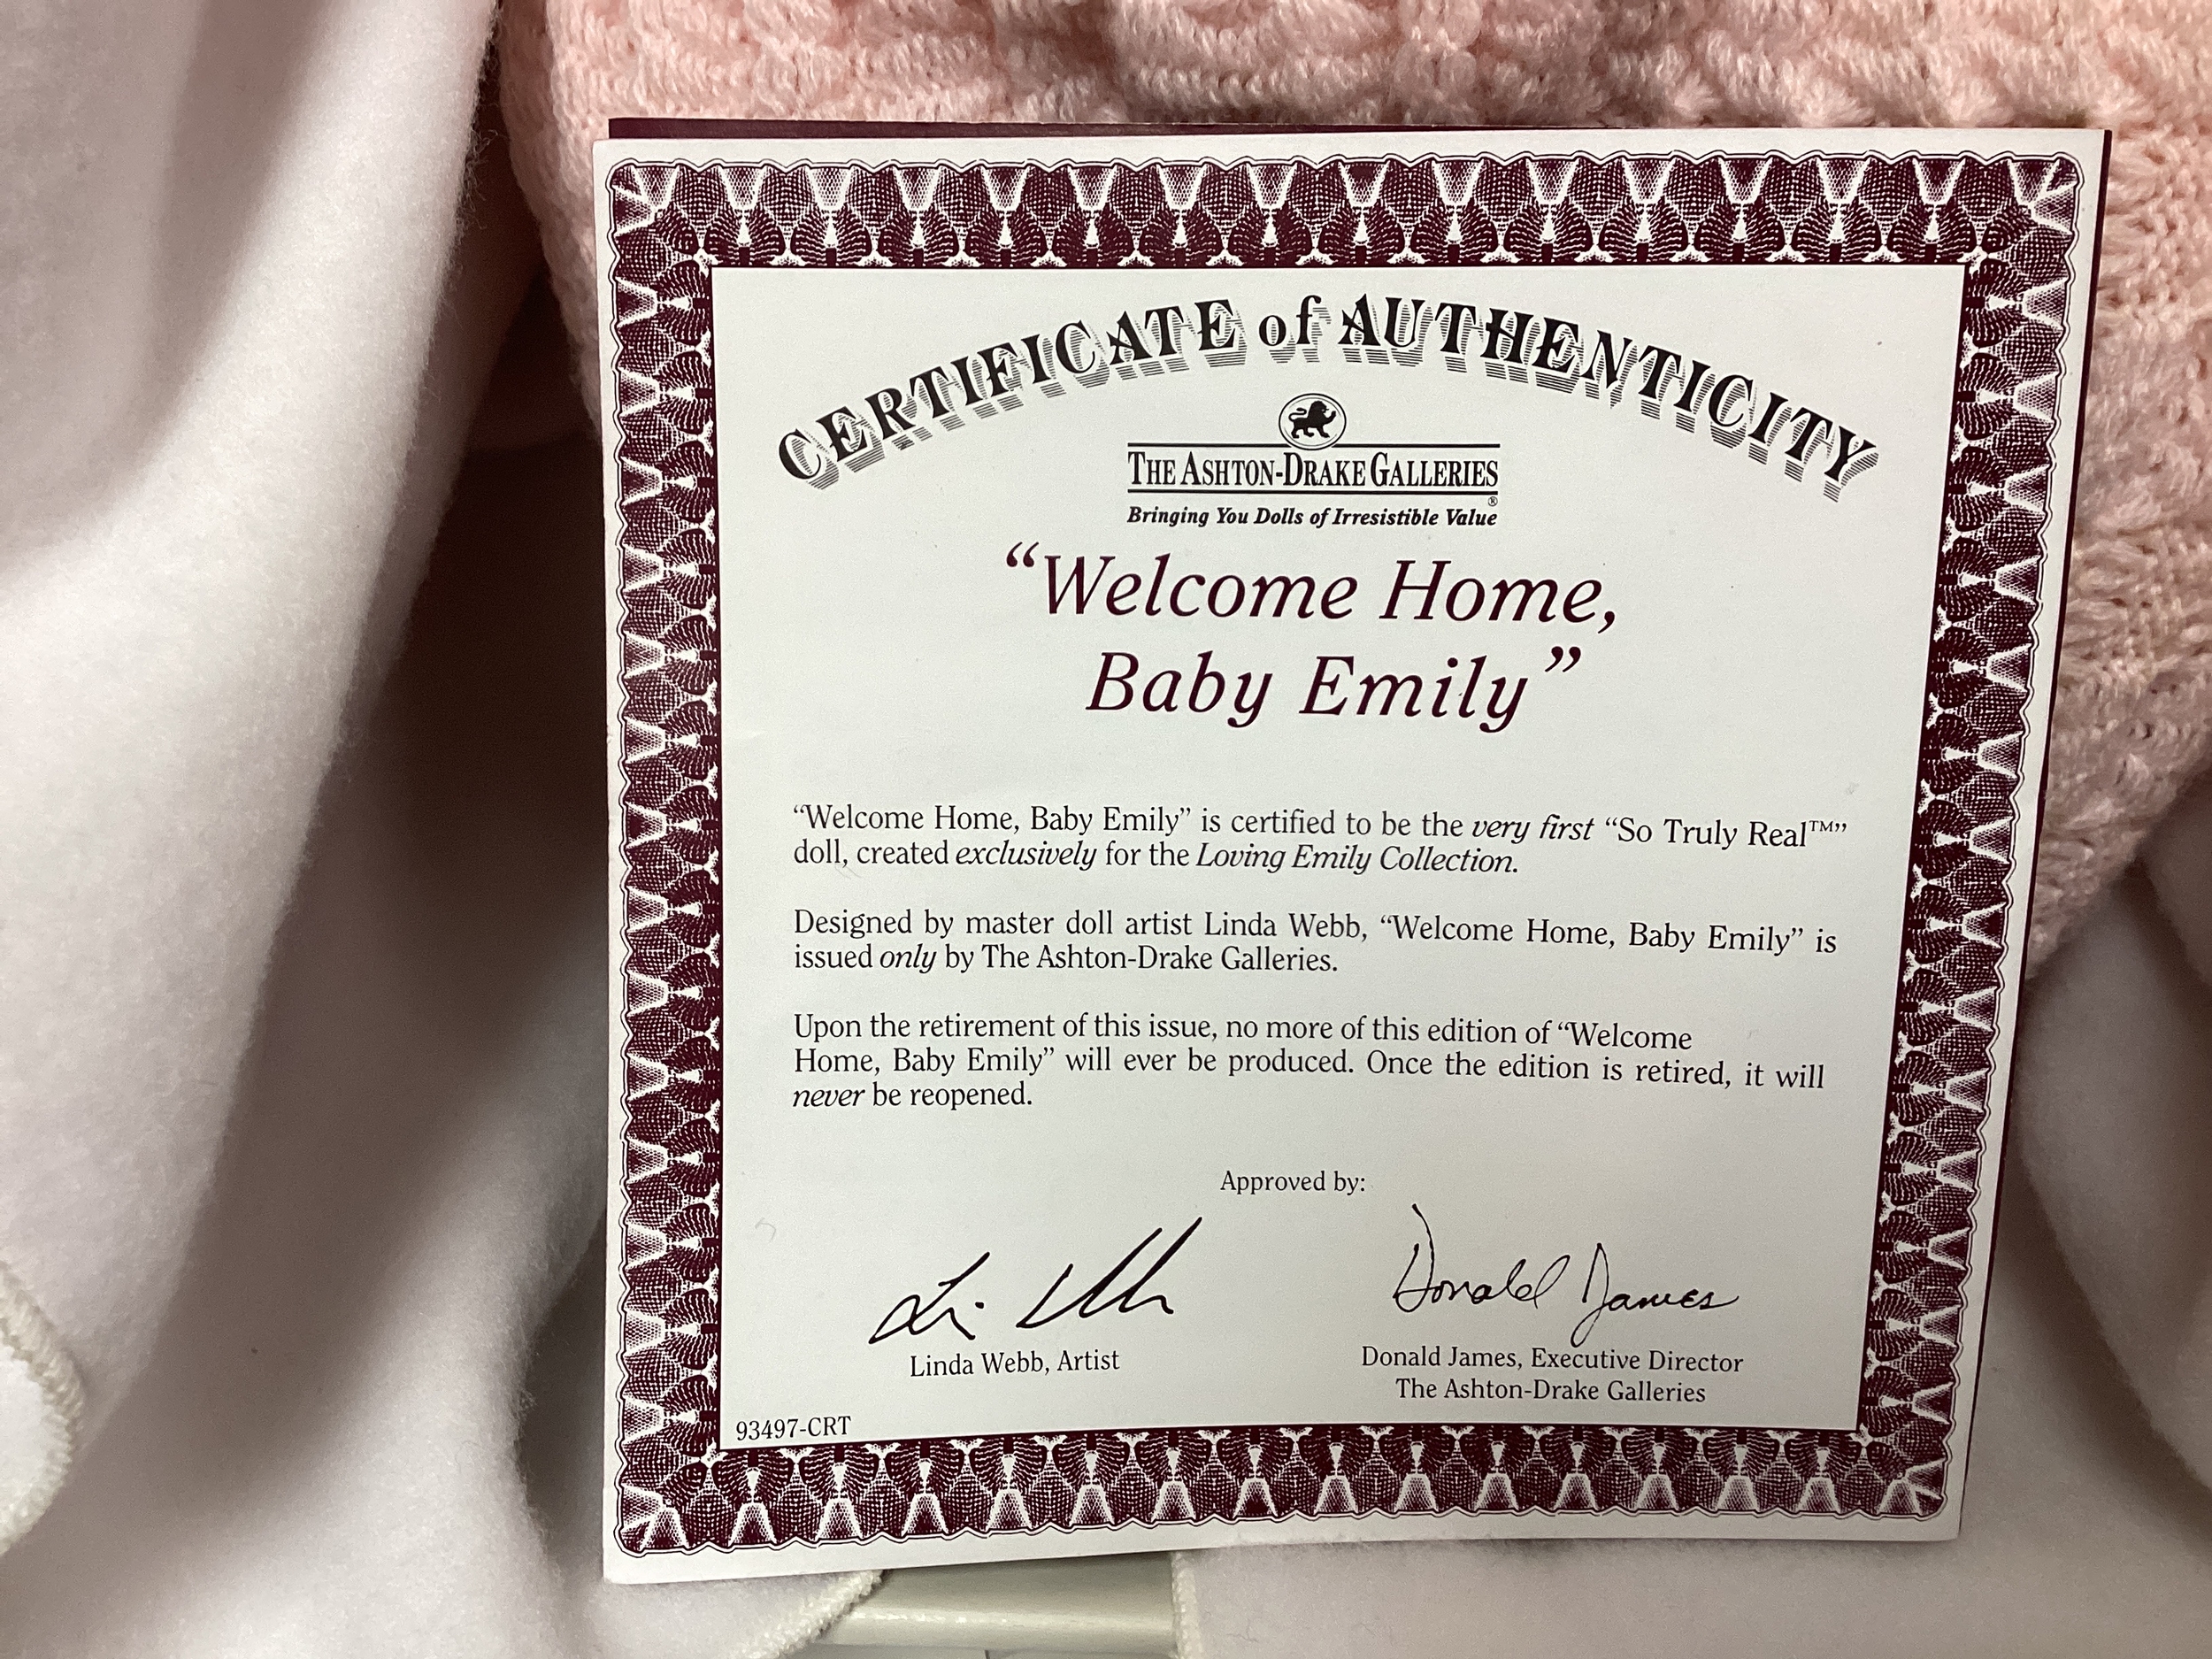 CERTIFICATE of AUTHENTICITY
THE ASHTON-DRAKE GALLERIES
®
Bringing You Dolls of Irresistible Value
“Welcome Home,
Baby Emily”
“Welcome Home, Baby Emily” is certified to be the very first “So Truly Real™”
doll, created exclusively for the Loving Emily Collection.
Designed by master doll artist Linda Webb, “Welcome Home, Baby Emily” is
issued only by The Ashton-Drake Galleries.
Upon the retirement of this issue, no more of this edition of “Welcome
Home, Baby Emily” will ever be produced. Once the edition is retired, it will
never be reopened.
Approved by:
Donald James
Linda Webb, Artist
Donald James, Executive Director
The Ashton-Drake Galleries
93497-CRT